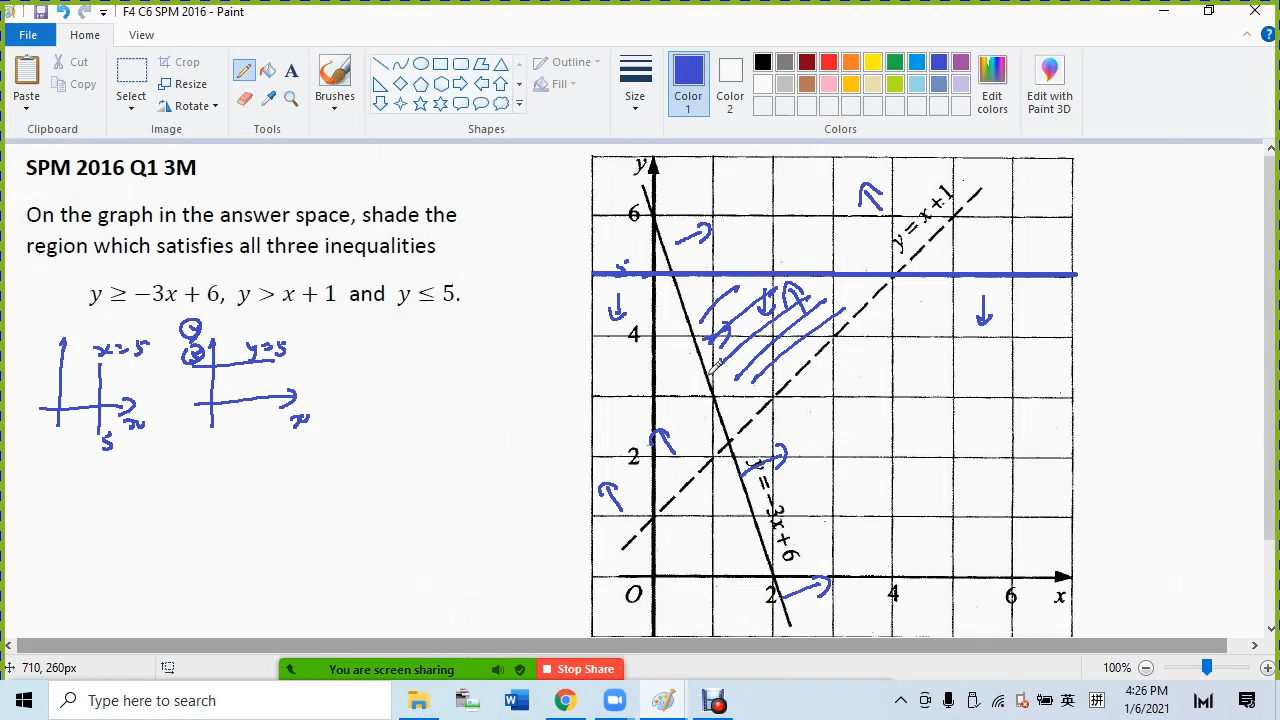 F4 C6 SPM 2016 - Paint
File
Home
View
Paste
Cut
Copy
Clipboard
Select
Crop
Resize
Rotate
Image
A
Tools
Brushes
Outline
Fill
Shapes
Size
Color 1
Color 2
Edit colors
Colors
Edit with Paint 3D
SPM 2016 Q1 3M
On the graph in the answer space, shade the
region which satisfies all three inequalities
y ≥ −3x + 6, y > x + 1 and y ≤ 5.
x=5
x
5
y
y=5
x
y
6
5
4
2
O
2
4
6
x
y = x+1
y = -3x+6
710, 260px
You are screen sharing
Stop Share
100%
Type here to search
英
拼
4:26 PM
1/6/2021